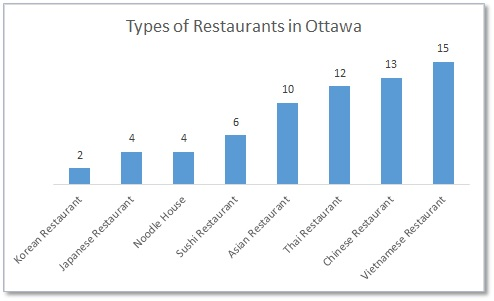 Types of Restaurants in Ottawa
2
4
4
6
10
12
13
15
Korean Restaurant
Japanese Restaurant
Noodle House
Sushi Restaurant
Asian Restaurant
Thai Restaurant
Chinese Restaurant
Vietnamese Restaurant